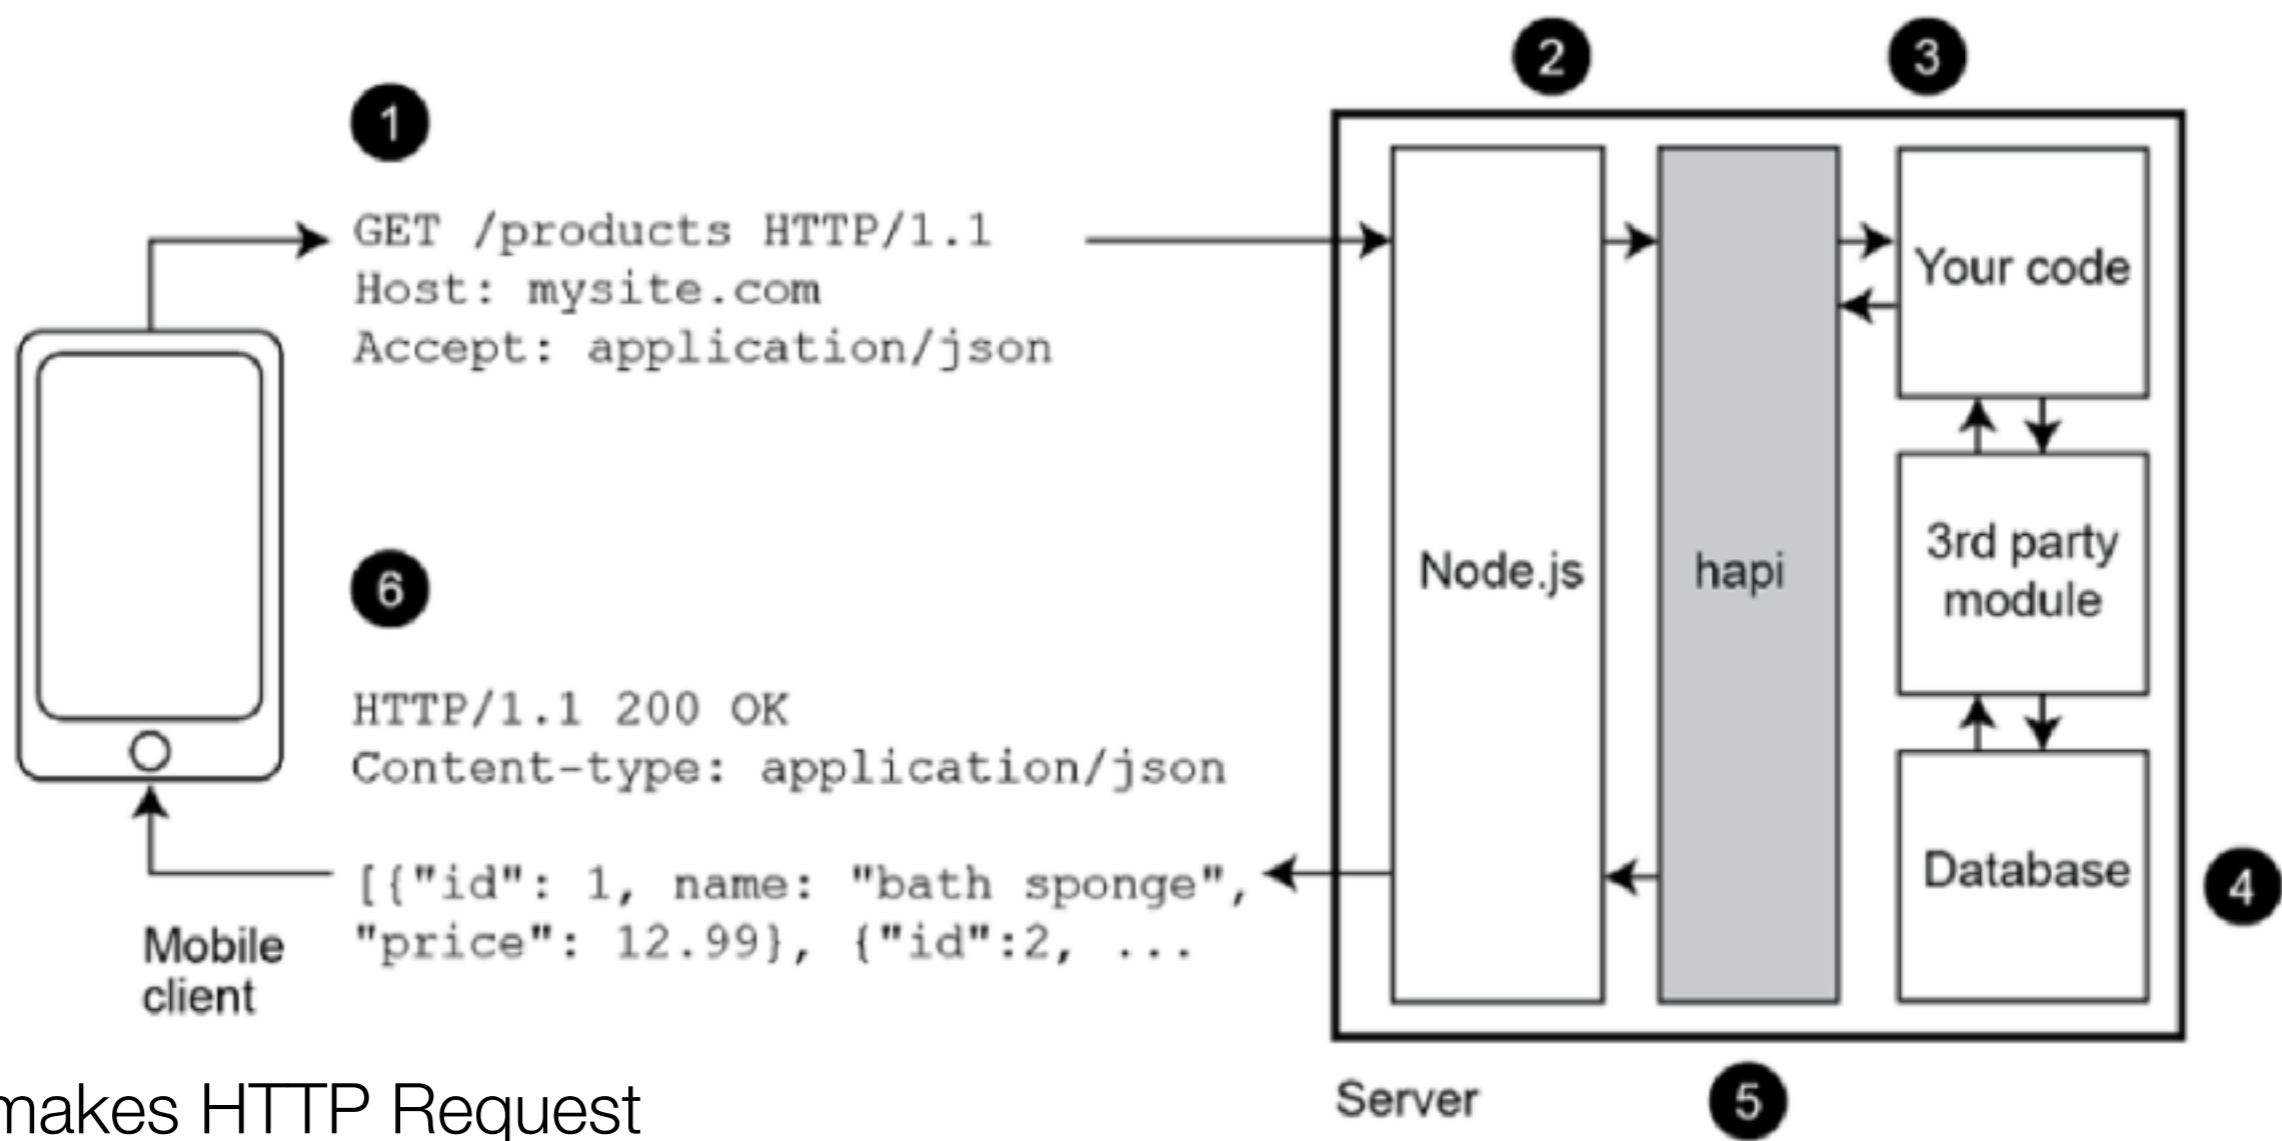 1
GET /products HTTP/1.1
Host: mysite.com
Accept: application/json
2
3
Node.js
hapi
Your code
3rd party
module
Database
4
6
HTTP/1.1 200 OK
Content-type: application/json
[{"id": 1, name: "bath sponge",
"price": 12.99}, {"id":2, ...
Mobile
client
Server
5
makes HTTP Request